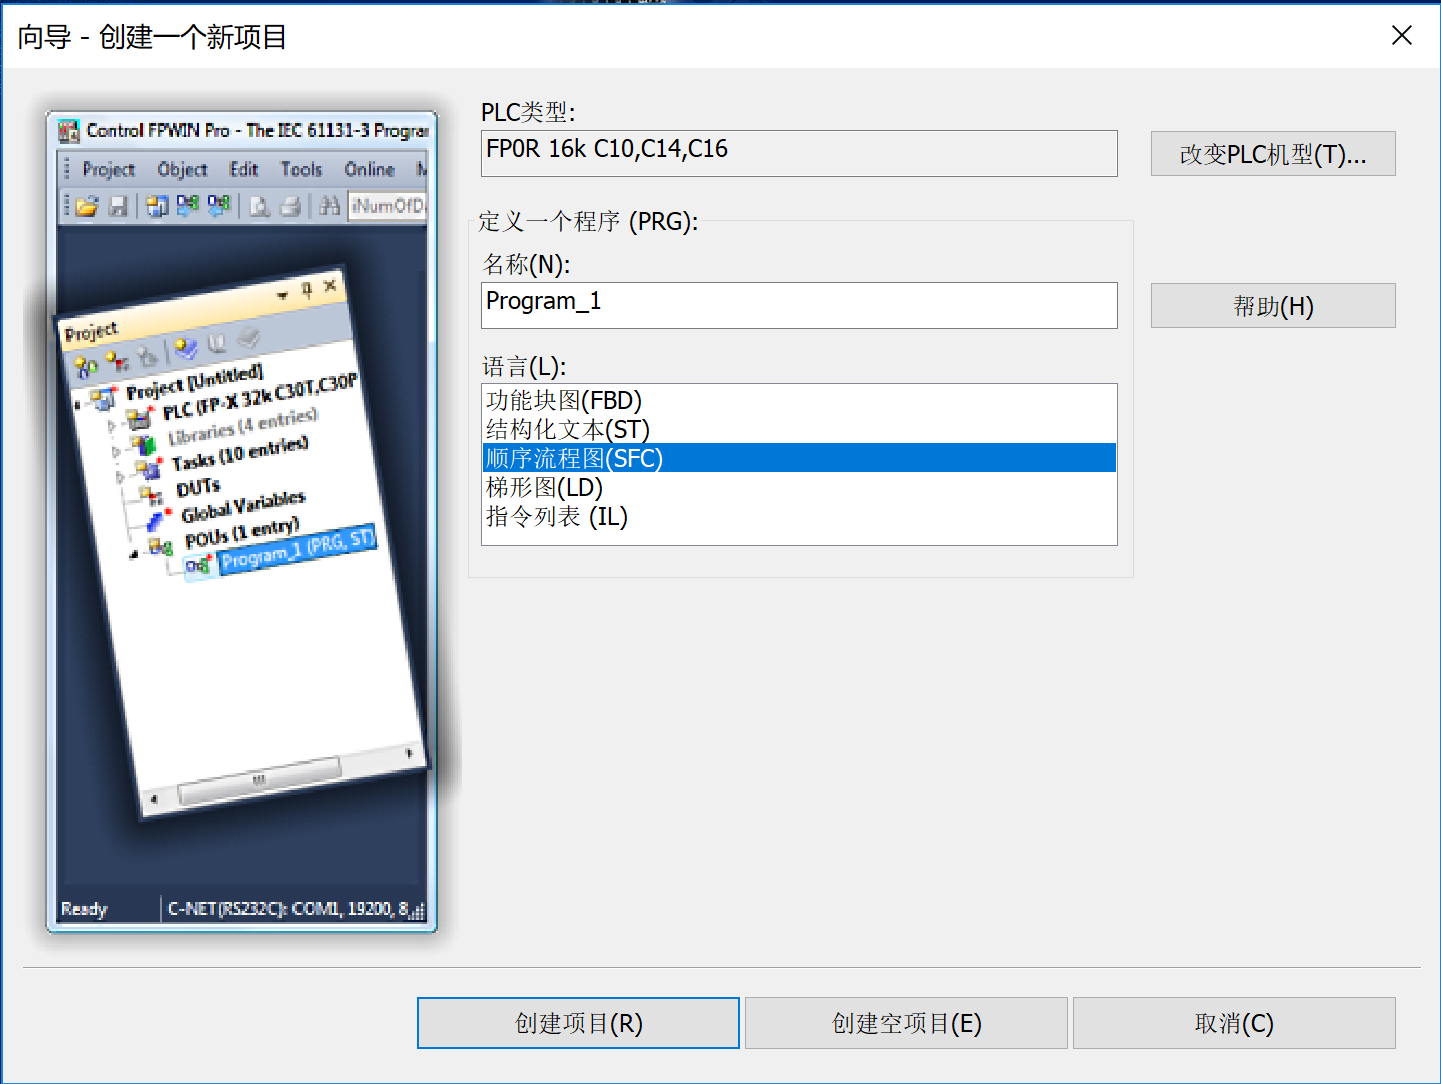 向导 - 创建一个新项目
Control FPWIN Pro - The IEC 61131-3 Progra
Project Object Edit Tools Online
iNumOfD
Project
Project [Untitled]
PLC (FP-X 32k C30T,C30P
Libraries (4 entries)
Tasks (10 entries)
DUTs
Global Variables
POUs (1 entry)
Program_1 (PRG, ST)
Ready
C-NET(RS232C): COM1, 19200, 8,
PLC类型:
FP0R 16k C10,C14,C16
改变PLC机型(T)...
定义一个程序 (PRG):
名称(N):
Program_1
帮助(H)
语言(L):
功能块图(FBD)
结构化文本(ST)
顺序流程图(SFC)
梯形图(LD)
指令列表 (IL)
创建项目(R)
创建空项目(E)
取消(C)